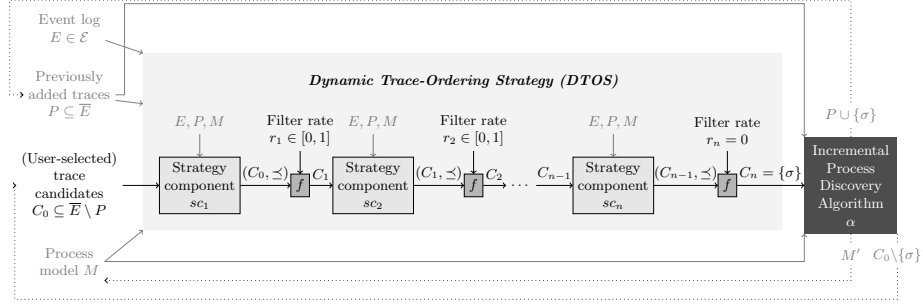 Event log
E ∈ ℰ
Previously
added traces
P ⊆ E̅
(User-selected)
trace
candidates
C₀ ⊆ E̅ \ P
Process
model M
Dynamic Trace-Ordering Strategy (DTOS)
E, P, M
Strategy
component
sc₁
(C₀, ⪯)
Filter rate
r₁ ∈ [0, 1]
f
C₁
E, P, M
Strategy
component
sc₂
(C₁, ⪯)
Filter rate
r₂ ∈ [0, 1]
f
C₂
· · ·
Cₙ₋₁
E, P, M
Strategy
component
scₙ
(Cₙ₋₁, ⪯)
Filter rate
rₙ = 0
f
Cₙ = {σ}
P ∪ {σ}
Incremental
Process
Discovery
Algorithm
α
M′
C₀\{σ}